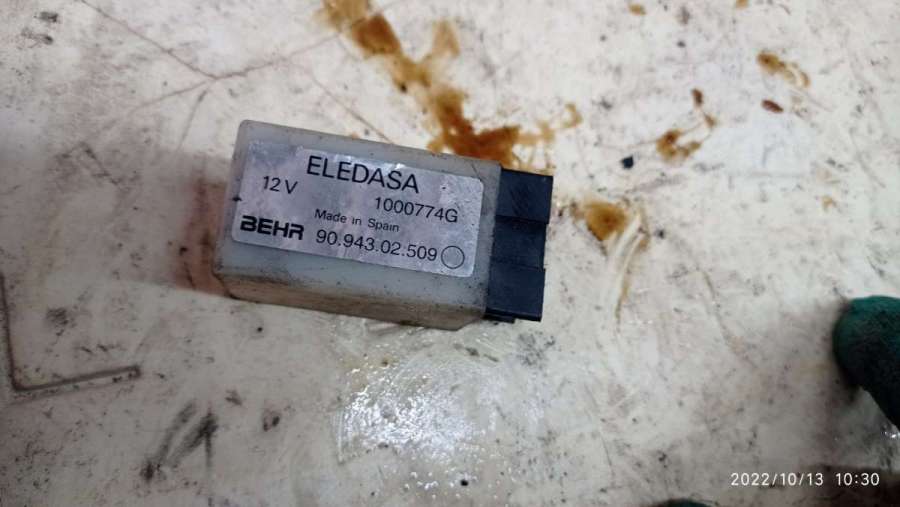 ELEDASA
12V
1000774G
Made in Spain
BEHR 90.943.02.509
2022/10/13 10:30